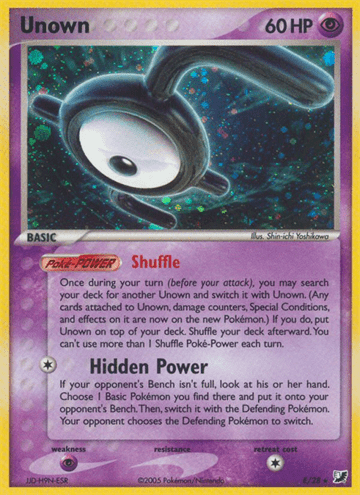 Unown 60 HP
BASIC Illus. Shin-ichi Yoshikawa
Poké-POWER Shuffle
Once during your turn (before your attack), you may search
your deck for another Unown and switch it with Unown. (Any
cards attached to Unown, damage counters, Special Conditions,
and effects on it are now on the new Pokémon.) If you do, put
Unown on top of your deck. Shuffle your deck afterward. You
can't use more than 1 Shuffle Poké-Power each turn.
Hidden Power
If your opponent's Bench isn't full, look at his or her hand.
Choose 1 Basic Pokémon you find there and put it onto your
opponent's Bench. Then, switch it with the Defending Pokémon.
Your opponent chooses the Defending Pokémon to switch.
weakness resistance retreat cost
UD-H9N-ESR ©2005 Pokémon/Nintendo